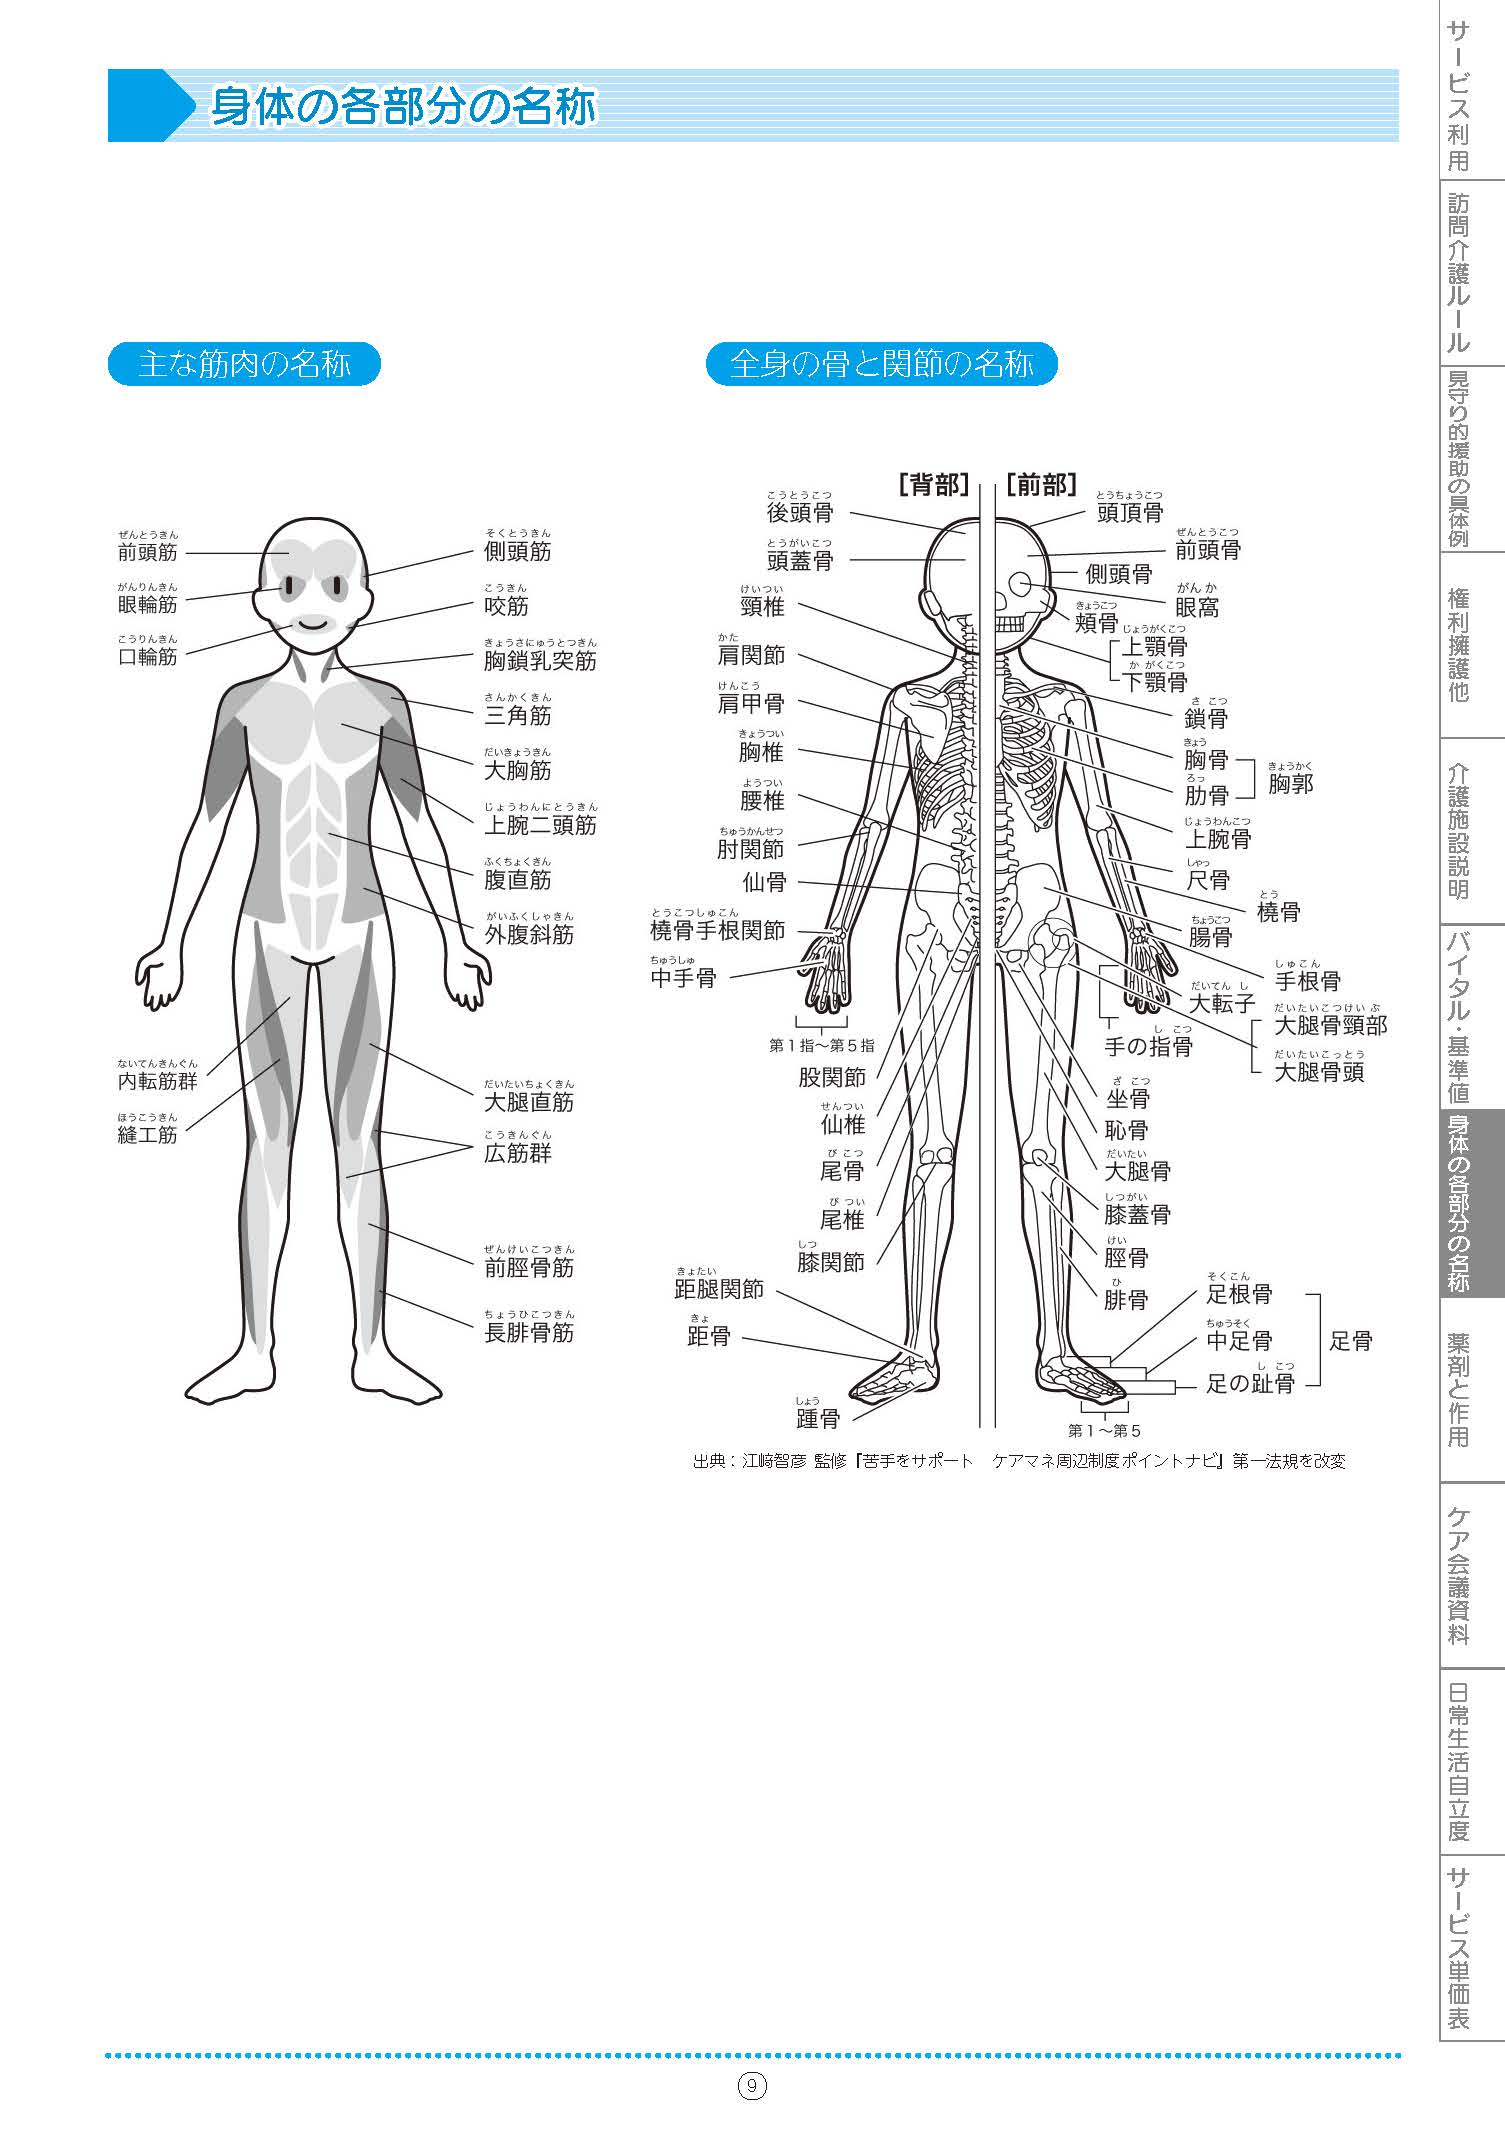 身体の各部分の名称
主な筋肉の名称
ぜんとうきん
前頭筋
がんりんきん
眼輪筋
こうりんきん
口輪筋
ないてんきんぐん
内転筋群
ほうこうきん
縫工筋
そくとうきん
側頭筋
こうきん
咬筋
きょうさにゅうとつきん
胸鎖乳突筋
さんかくきん
三角筋
だいきょうきん
大胸筋
じょうわんにとうきん
上腕二頭筋
ふくちょくきん
腹直筋
がいふくしゃきん
外腹斜筋
だいたいちょくきん
大腿直筋
こうきんぐん
広筋群
ぜんけいこつきん
前脛骨筋
ちょうひこつきん
長腓骨筋
全身の骨と関節の名称
[背部]
[前部]
こうとうこつ
後頭骨
とうがいこつ
頭蓋骨
けいつい
頸椎
かた
肩関節
けんこう
肩甲骨
きょうつい
胸椎
ようつい
腰椎
ちゅうかんせつ
肘関節
仙骨
とうこつしゅこん
橈骨手根関節
ちゅうしゅ
中手骨
第1指〜第5指
股関節
せんつい
仙椎
びこつ
尾骨
びつい
尾椎
しつ
膝関節
きょたい
距腿関節
きょ
距骨
しょう
踵骨
とうちょうこつ
頭頂骨
ぜんとうこつ
前頭骨
側頭骨
がんか
眼窩
きょうこつ
頬骨
じょうがくこつ
上顎骨
かがくこつ
下顎骨
さこつ
鎖骨
きょう
胸骨
ろっ
肋骨
きょうかく
胸郭
じょうわんこつ
上腕骨
しゃっ
尺骨
とう
橈骨
ちょうこつ
腸骨
しゅこん
手根骨
だいてんし
大転子
だいたいこつけいぶ
大腿骨頸部
だいたいこっとう
大腿骨頭
しこつ
手の指骨
ざこつ
坐骨
恥骨
だいたい
大腿骨
しつがい
膝蓋骨
けい
脛骨
ひ
腓骨
そくこん
足根骨
ちゅうそく
中足骨
しこつ
足の趾骨
足骨
第1〜第5
出典：江﨑智彦 監修『苦手をサポート　ケアマネ周辺制度ポイントナビ』第一法規を改変
サービス利用
訪問介護ルール
見守り的援助の具体例
権利擁護他
介護施設説明
バイタル・基準値
身体の各部分の名称
薬剤と作用
ケア会議資料
日常生活自立度
サービス単価表
9